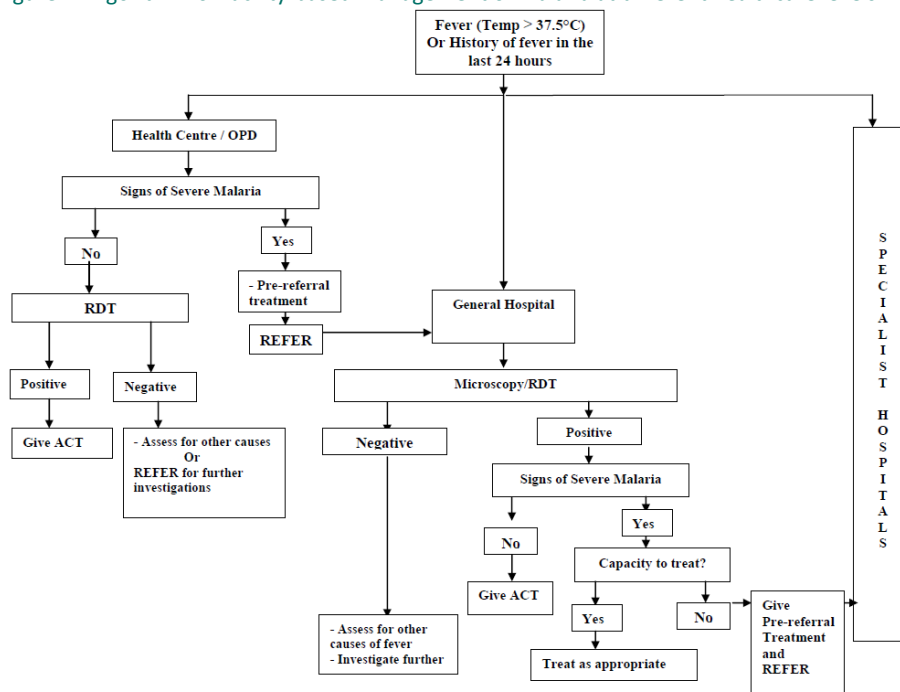 Fever (Temp > 37.5°C)
Or History of fever in the
last 24 hours
Health Centre / OPD
Signs of Severe Malaria
No
Yes
- Pre-referral
treatment
REFER
RDT
Positive
Negative
Give ACT
- Assess for other causes
Or
REFER for further
investigations
General Hospital
Microscopy/RDT
Negative
Positive
Signs of Severe Malaria
No
Yes
Give ACT
Capacity to treat?
Yes
No
- Assess for other
causes of fever
- Investigate further
Treat as appropriate
Give
Pre-referral
Treatment
and
REFER
SPECIALIST HOSPITALS